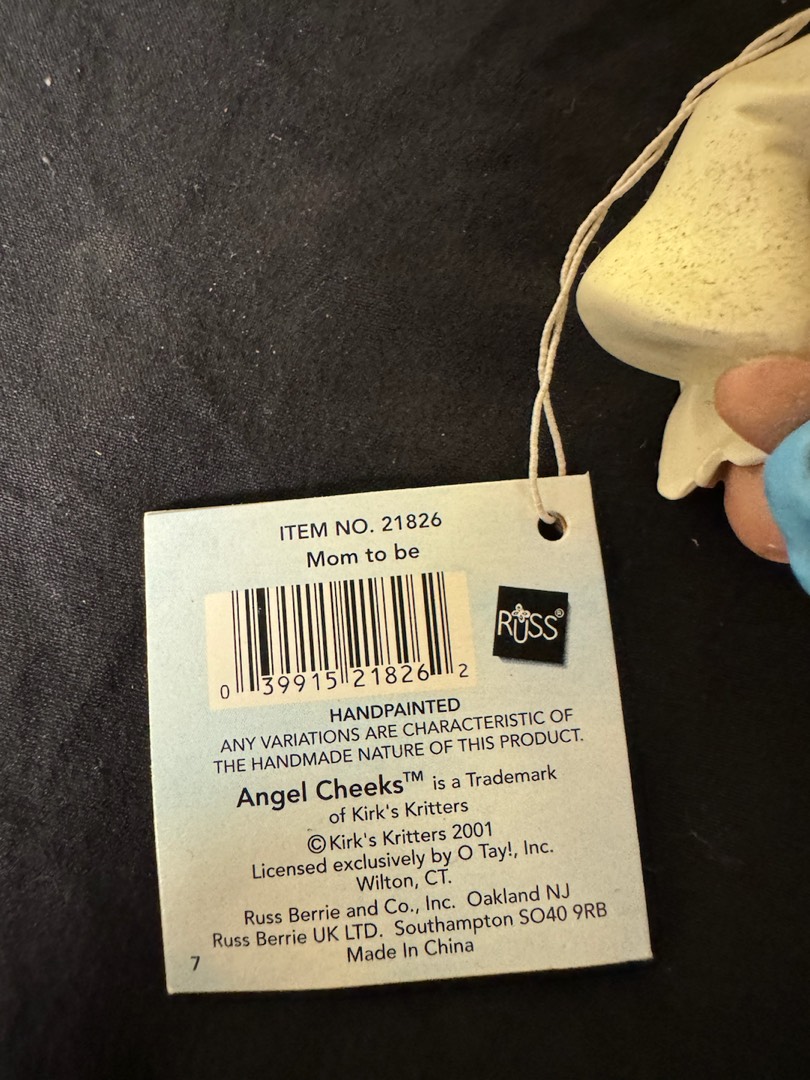 ITEM NO. 21826
Mom to be
RUSS®
0 39915 21826 2
HANDPAINTED
ANY VARIATIONS ARE CHARACTERISTIC OF
THE HANDMADE NATURE OF THIS PRODUCT.
Angel Cheeks™ is a Trademark
of Kirk's Kritters
©Kirk's Kritters 2001
Licensed exclusively by O Tay!, Inc.
Wilton, CT.
Russ Berrie and Co., Inc. Oakland NJ
Russ Berrie UK LTD. Southampton SO40 9RB
Made In China
7